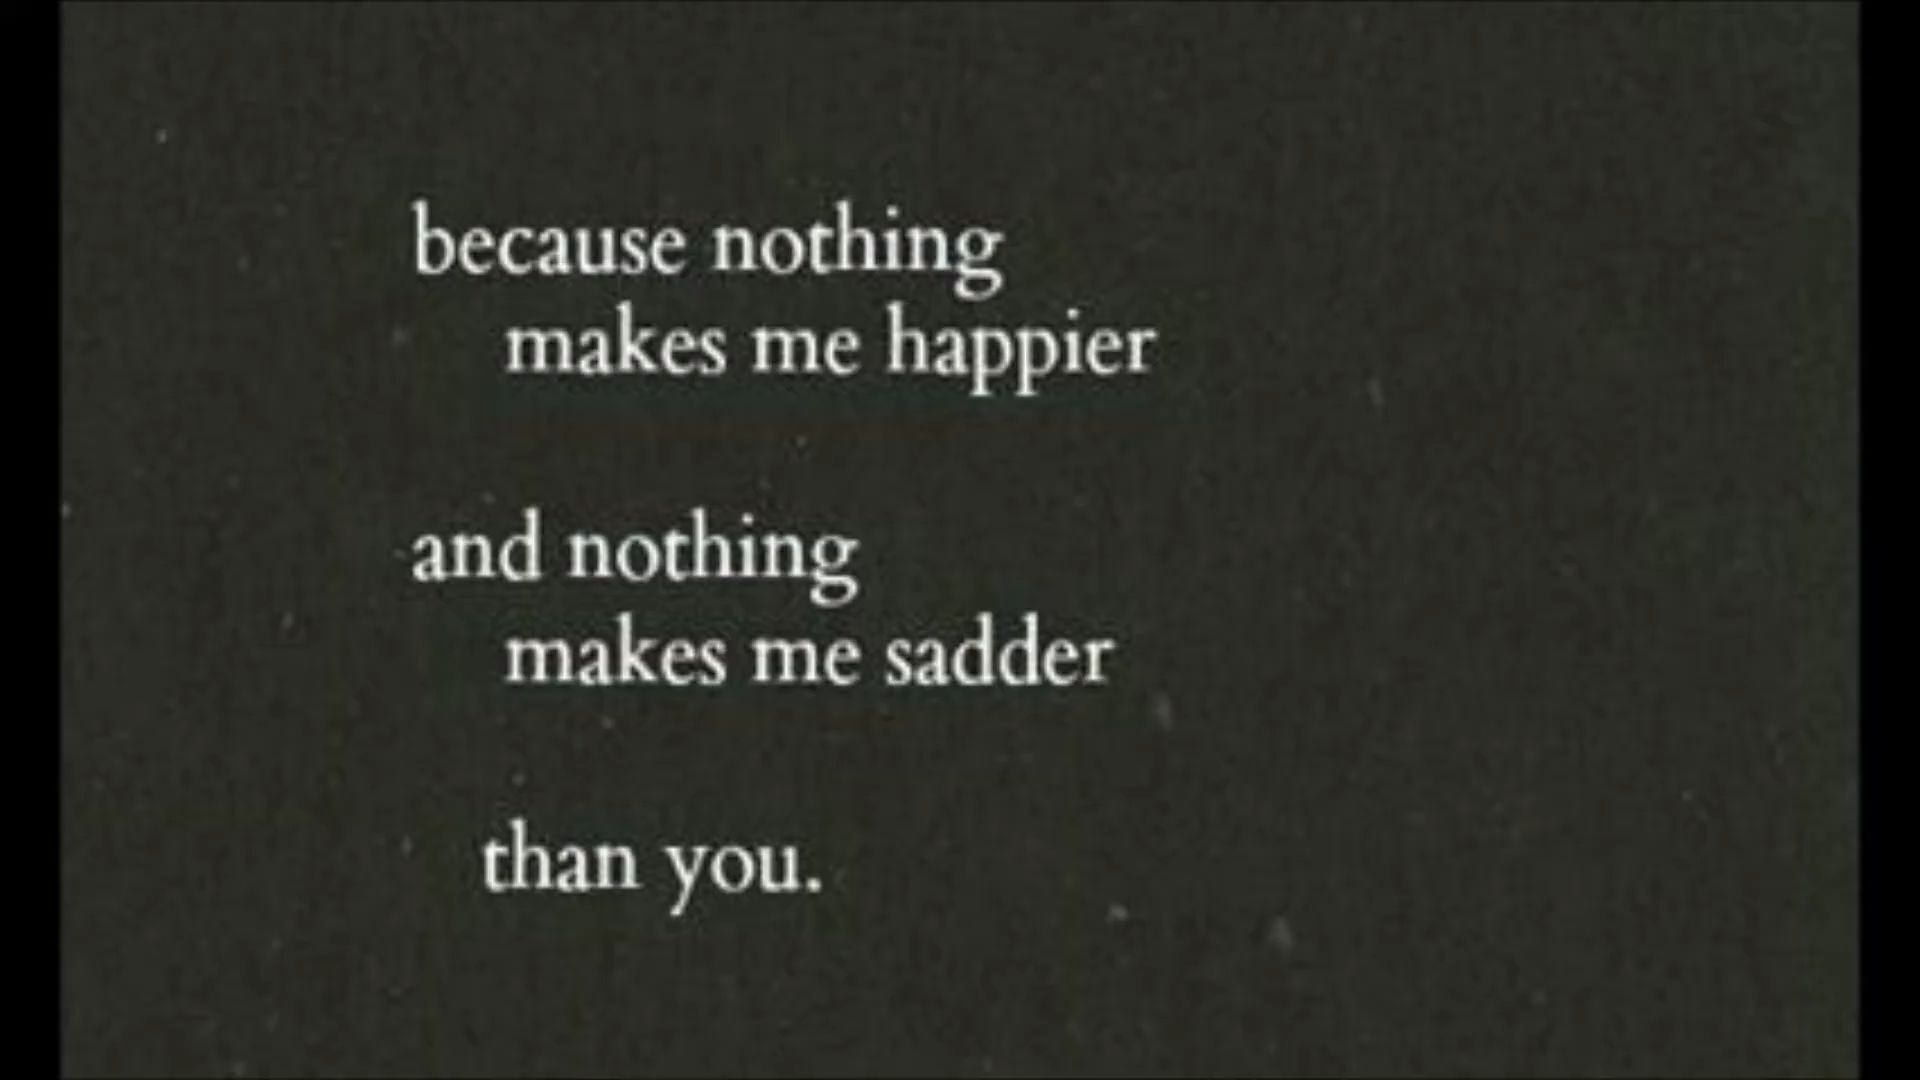 because nothing
makes me happier
and nothing
makes me sadder
than you.